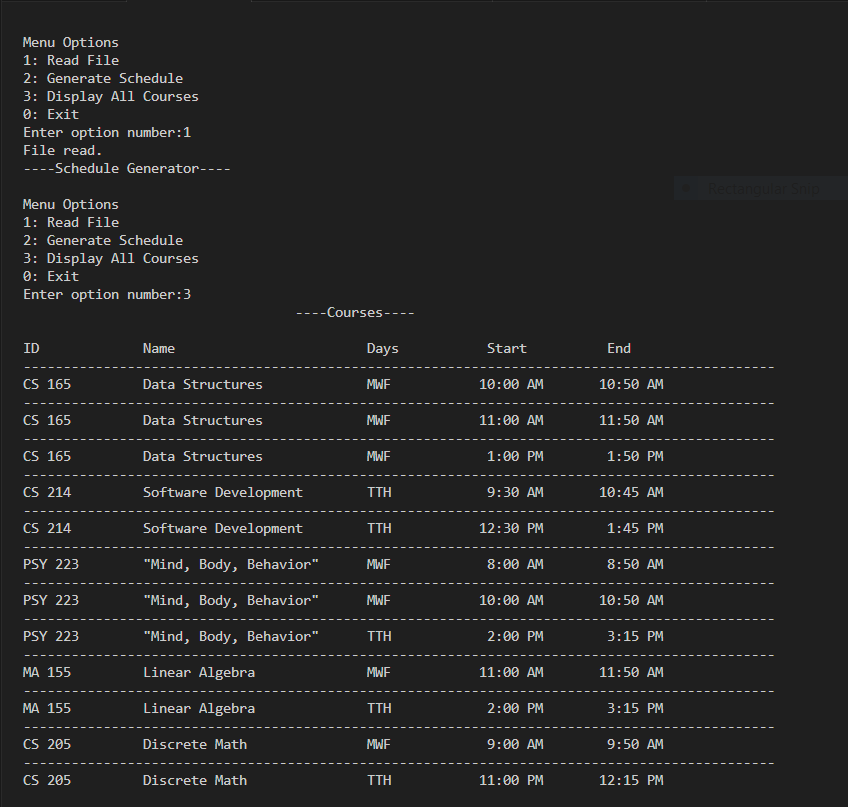 Menu Options
1: Read File
2: Generate Schedule
3: Display All Courses
0: Exit
Enter option number:1
File read.
----Schedule Generator----
Rectangular Snip
Menu Options
1: Read File
2: Generate Schedule
3: Display All Courses
0: Exit
Enter option number:3
----Courses----
ID Name Days Start End
----------------------------------------------------------------------------------------------
CS 165 Data Structures MWF 10:00 AM 10:50 AM
----------------------------------------------------------------------------------------------
CS 165 Data Structures MWF 11:00 AM 11:50 AM
----------------------------------------------------------------------------------------------
CS 165 Data Structures MWF 1:00 PM 1:50 PM
----------------------------------------------------------------------------------------------
CS 214 Software Development TTH 9:30 AM 10:45 AM
----------------------------------------------------------------------------------------------
CS 214 Software Development TTH 12:30 PM 1:45 PM
----------------------------------------------------------------------------------------------
PSY 223 "Mind, Body, Behavior" MWF 8:00 AM 8:50 AM
----------------------------------------------------------------------------------------------
PSY 223 "Mind, Body, Behavior" MWF 10:00 AM 10:50 AM
----------------------------------------------------------------------------------------------
PSY 223 "Mind, Body, Behavior" TTH 2:00 PM 3:15 PM
----------------------------------------------------------------------------------------------
MA 155 Linear Algebra MWF 11:00 AM 11:50 AM
----------------------------------------------------------------------------------------------
MA 155 Linear Algebra TTH 2:00 PM 3:15 PM
----------------------------------------------------------------------------------------------
CS 205 Discrete Math MWF 9:00 AM 9:50 AM
----------------------------------------------------------------------------------------------
CS 205 Discrete Math TTH 11:00 PM 12:15 PM